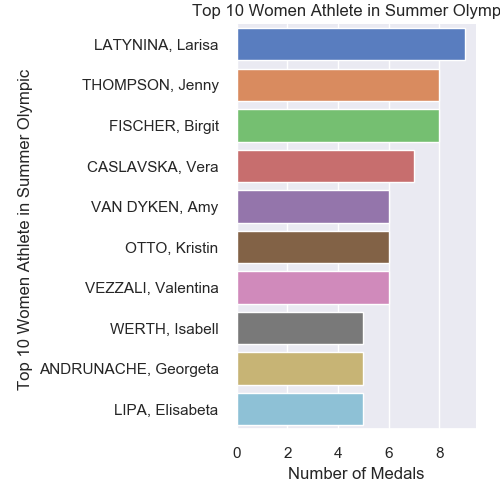 Top 10 Women Athlete in Summer Olymp
Top 10 Women Athlete in Summer Olympic
LATYNINA, Larisa
THOMPSON, Jenny
FISCHER, Birgit
CASLAVSKA, Vera
VAN DYKEN, Amy
OTTO, Kristin
VEZZALI, Valentina
WERTH, Isabell
ANDRUNACHE, Georgeta
LIPA, Elisabeta
0 2 4 6 8
Number of Medals